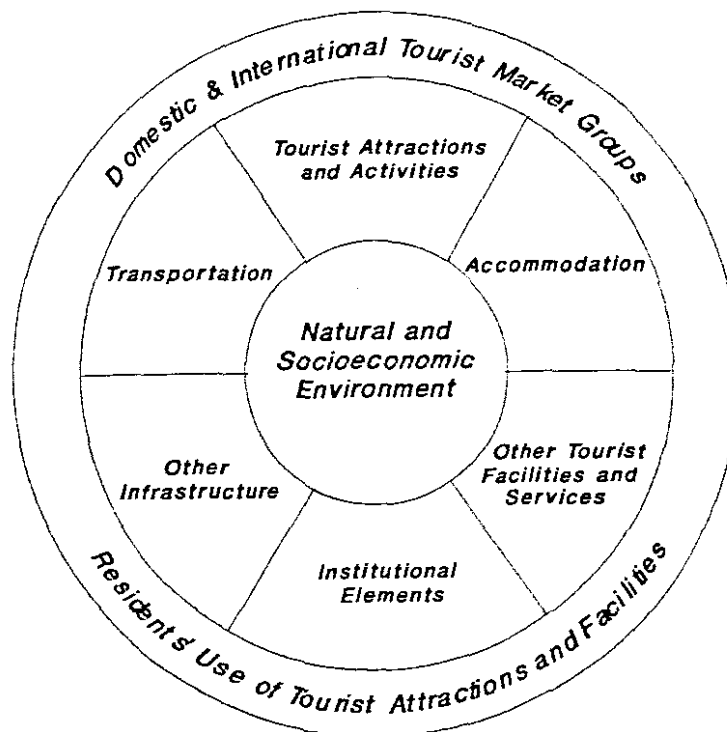 Domestic & International Tourist Market Groups
Tourist Attractions
and Activities
Transportation
Accommodation
Natural and
Socioeconomic
Environment
Other
Infrastructure
Other Tourist
Facilities and
Services
Institutional
Elements
Residents' Use of Tourist Attractions and Facilities